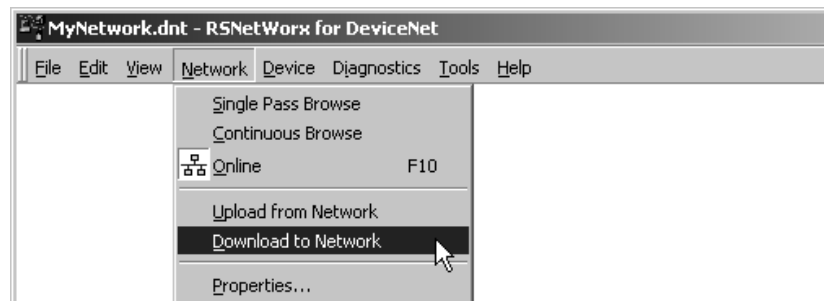 MyNetwork.dnt - RSNetWorx for DeviceNet
File Edit View Network Device Diagnostics Tools Help
Single Pass Browse
Continuous Browse
Online F10
Upload from Network
Download to Network
Properties...